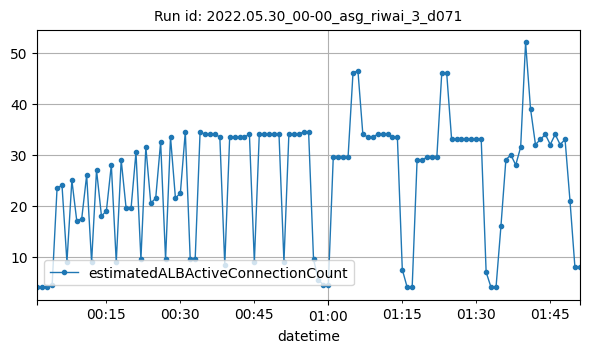 Run id: 2022.05.30_00-00_asg_riwai_3_d071
50
40
30
20
10
estimatedALBActiveConnectionCount
00:15 00:30 00:45 01:00 01:15 01:30 01:45
datetime